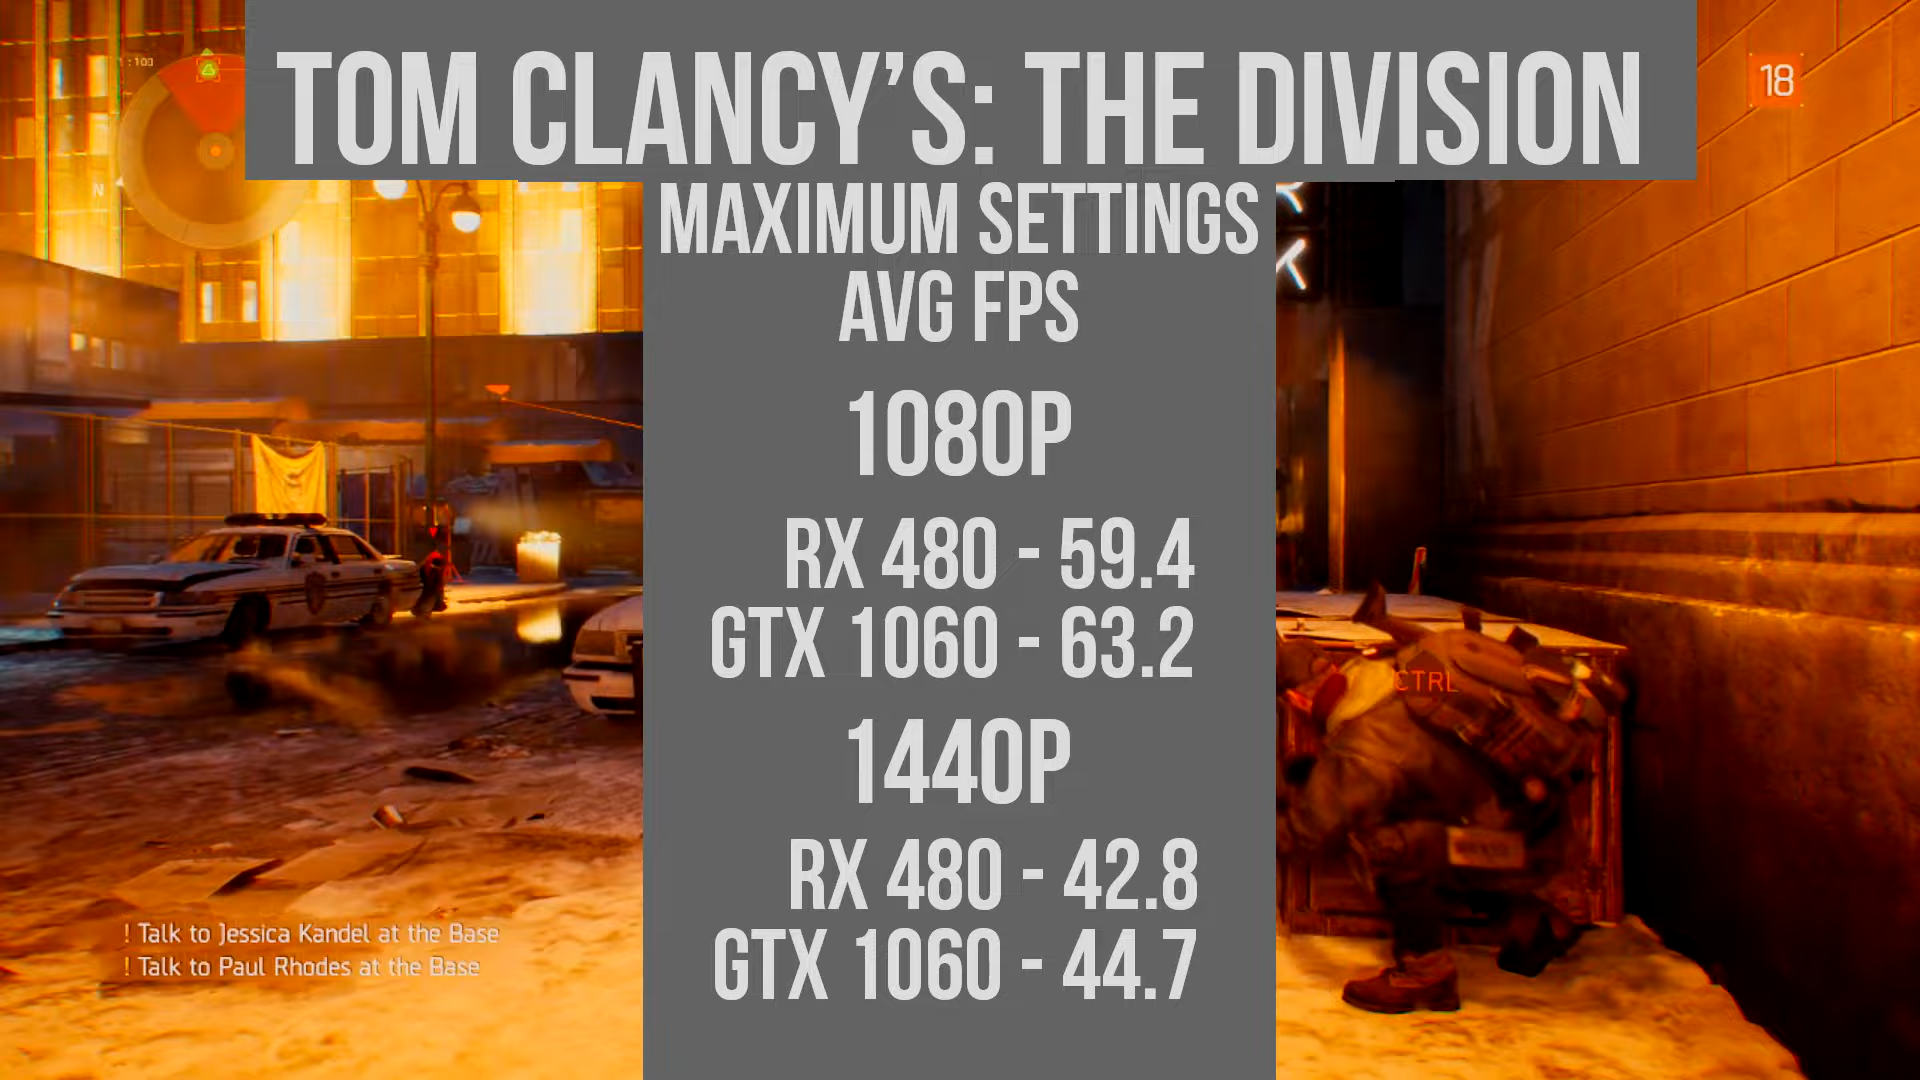 TOM CLANCY'S: THE DIVISION
18
: 100
N
MAXIMUM SETTINGS
AVG FPS
1080P
RX 480 - 59.4
GTX 1060 - 63.2
CTRL
1440P
RX 480 - 42.8
GTX 1060 - 44.7
! Talk to Jessica Kandel at the Base
! Talk to Paul Rhodes at the Base